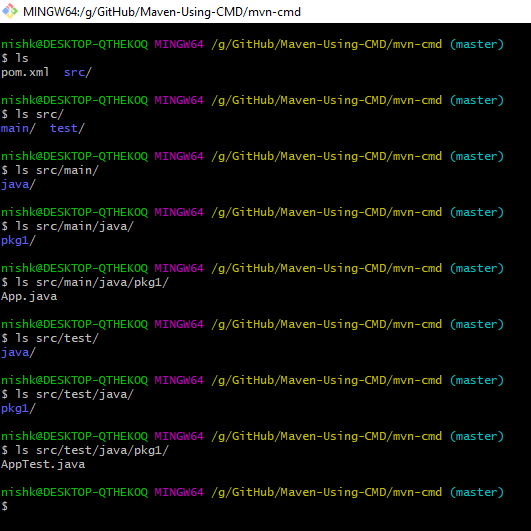 MINGW64:/g/GitHub/Maven-Using-CMD/mvn-cmd
nishk@DESKTOP-QTHEKOQ MINGW64 /g/GitHub/Maven-Using-CMD/mvn-cmd (master)
$ ls
pom.xml  src/
nishk@DESKTOP-QTHEKOQ MINGW64 /g/GitHub/Maven-Using-CMD/mvn-cmd (master)
$ ls src/
main/  test/
nishk@DESKTOP-QTHEKOQ MINGW64 /g/GitHub/Maven-Using-CMD/mvn-cmd (master)
$ ls src/main/
java/
nishk@DESKTOP-QTHEKOQ MINGW64 /g/GitHub/Maven-Using-CMD/mvn-cmd (master)
$ ls src/main/java/
pkg1/
nishk@DESKTOP-QTHEKOQ MINGW64 /g/GitHub/Maven-Using-CMD/mvn-cmd (master)
$ ls src/main/java/pkg1/
App.java
nishk@DESKTOP-QTHEKOQ MINGW64 /g/GitHub/Maven-Using-CMD/mvn-cmd (master)
$ ls src/test/
java/
nishk@DESKTOP-QTHEKOQ MINGW64 /g/GitHub/Maven-Using-CMD/mvn-cmd (master)
$ ls src/test/java/
pkg1/
nishk@DESKTOP-QTHEKOQ MINGW64 /g/GitHub/Maven-Using-CMD/mvn-cmd (master)
$ ls src/test/java/pkg1/
AppTest.java
nishk@DESKTOP-QTHEKOQ MINGW64 /g/GitHub/Maven-Using-CMD/mvn-cmd (master)
$